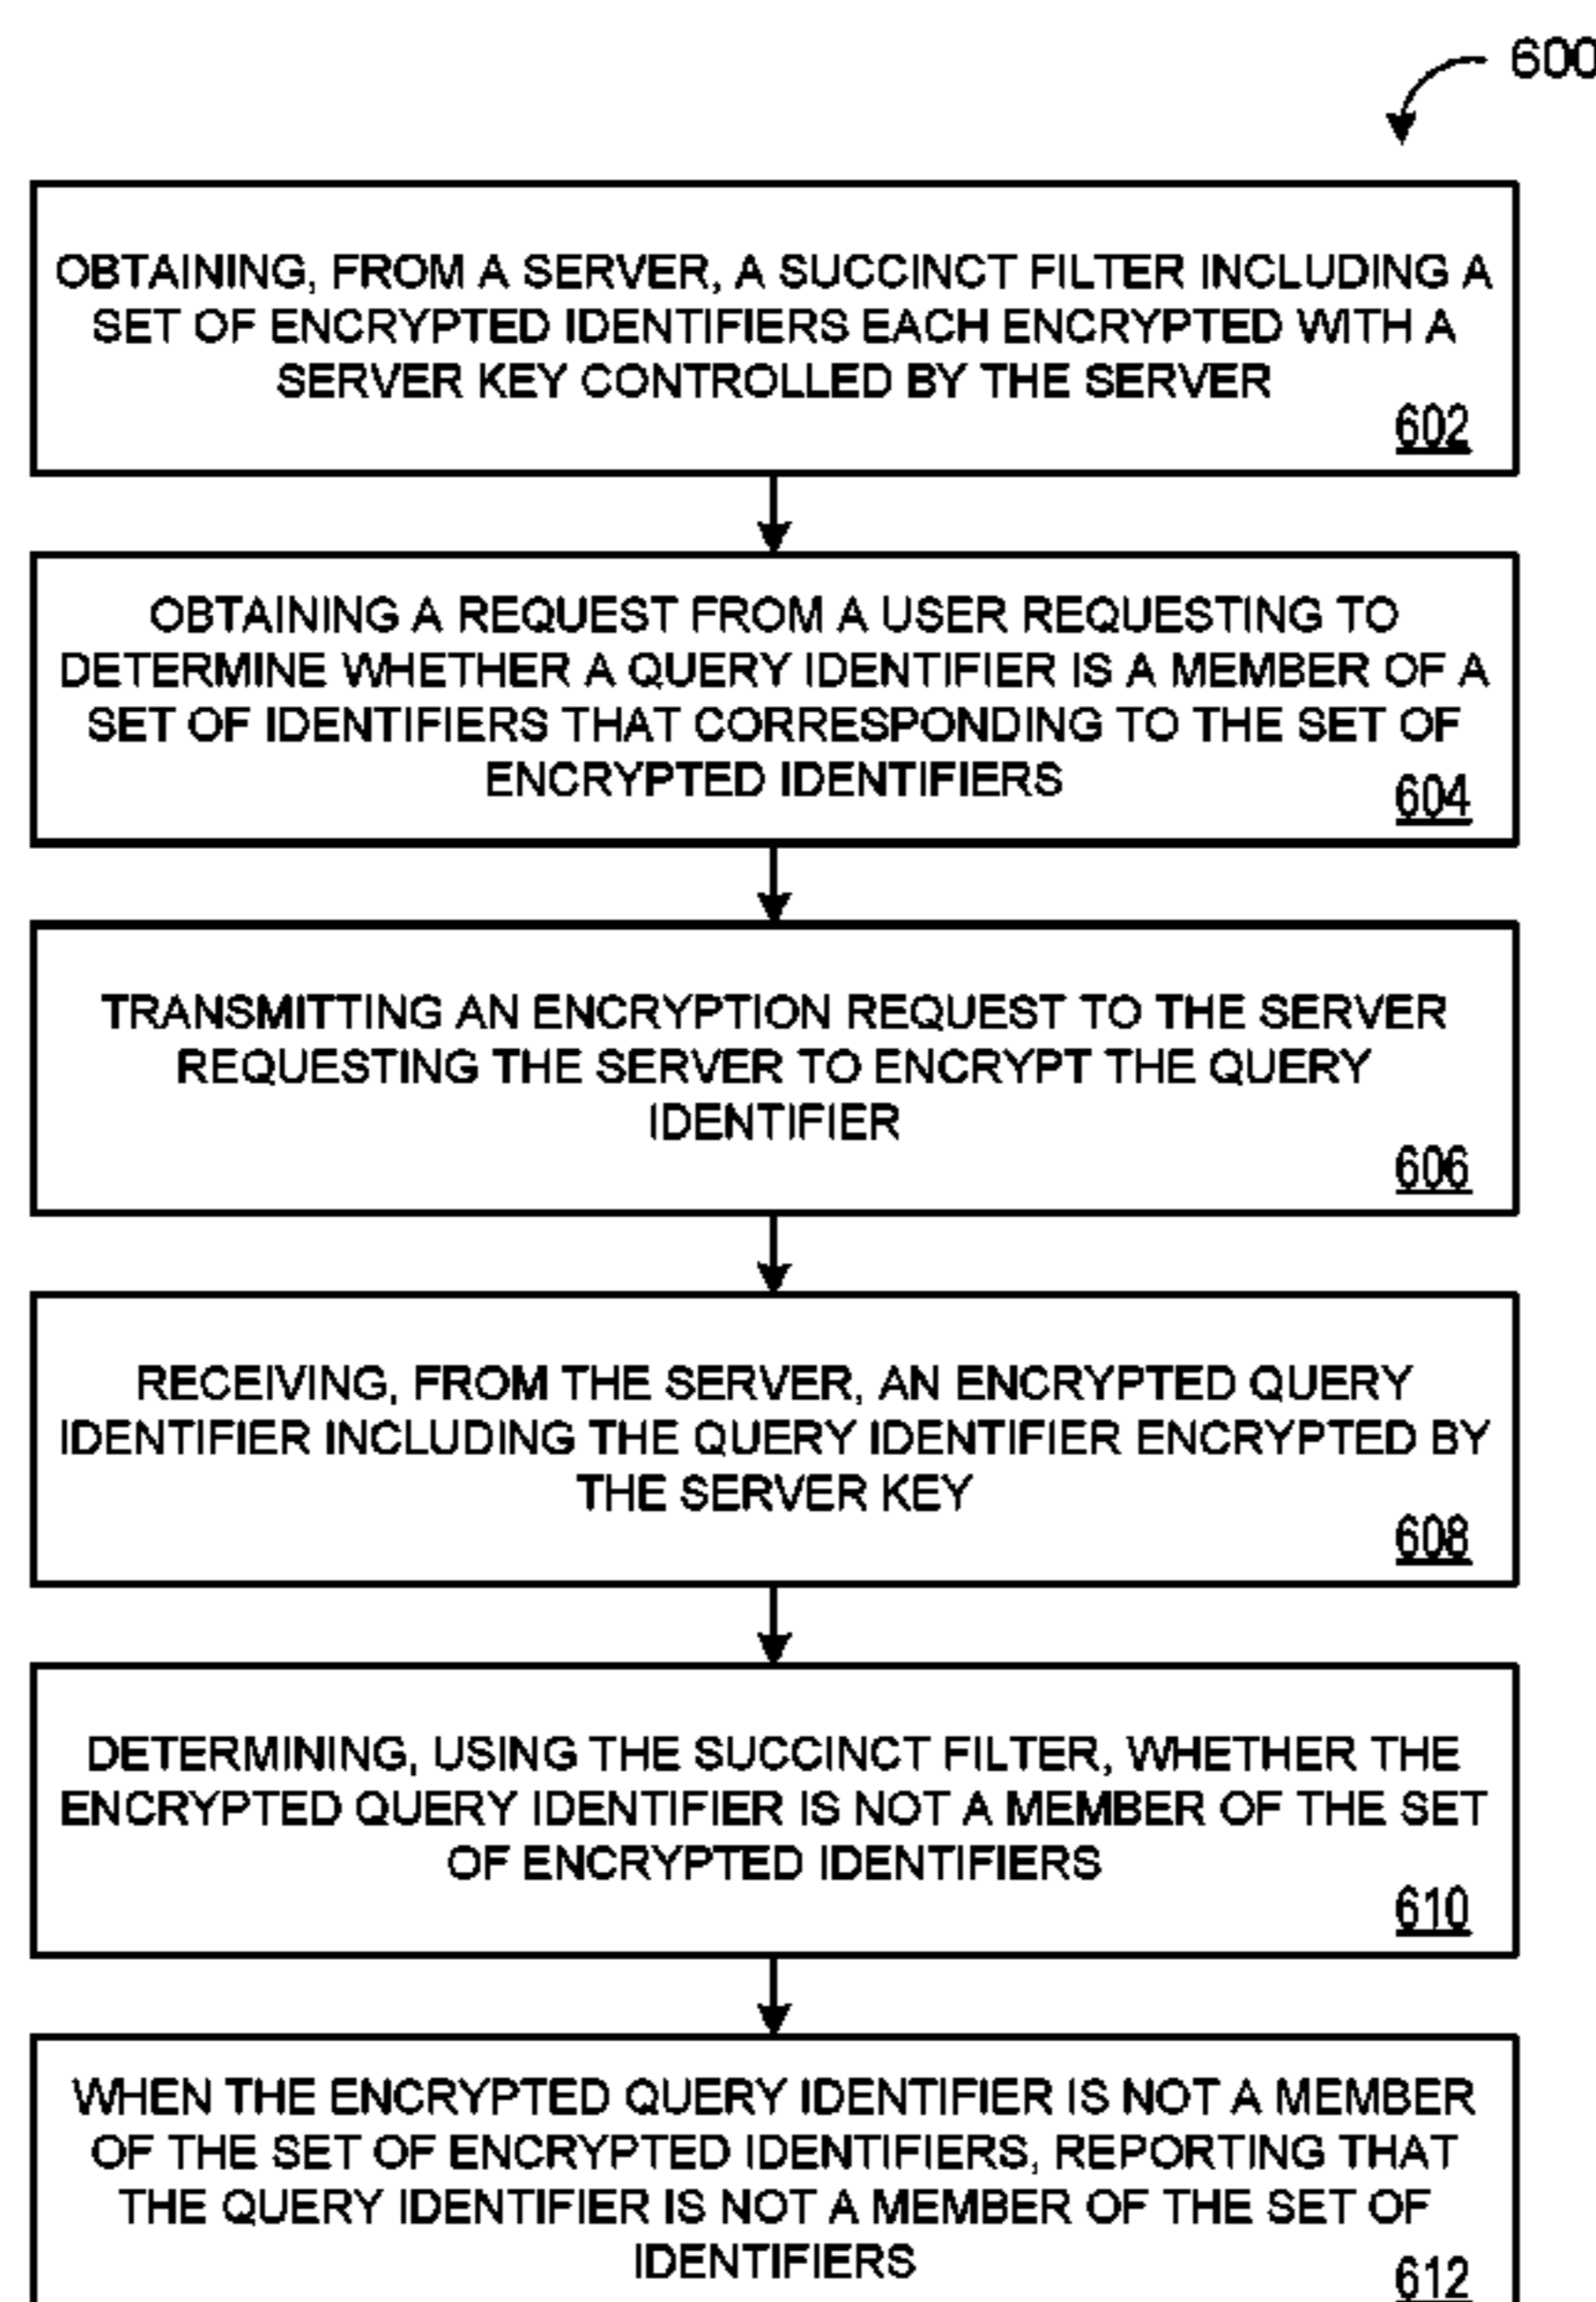 600
OBTAINING, FROM A SERVER, A SUCCINCT FILTER INCLUDING A
SET OF ENCRYPTED IDENTIFIERS EACH ENCRYPTED WITH A
SERVER KEY CONTROLLED BY THE SERVER
602
OBTAINING A REQUEST FROM A USER REQUESTING TO
DETERMINE WHETHER A QUERY IDENTIFIER IS A MEMBER OF A
SET OF IDENTIFIERS THAT CORRESPONDING TO THE SET OF
ENCRYPTED IDENTIFIERS
604
TRANSMITTING AN ENCRYPTION REQUEST TO THE SERVER
REQUESTING THE SERVER TO ENCRYPT THE QUERY
IDENTIFIER
606
RECEIVING, FROM THE SERVER, AN ENCRYPTED QUERY
IDENTIFIER INCLUDING THE QUERY IDENTIFIER ENCRYPTED BY
THE SERVER KEY
608
DETERMINING, USING THE SUCCINCT FILTER, WHETHER THE
ENCRYPTED QUERY IDENTIFIER IS NOT A MEMBER OF THE SET
OF ENCRYPTED IDENTIFIERS
610
WHEN THE ENCRYPTED QUERY IDENTIFIER IS NOT A MEMBER
OF THE SET OF ENCRYPTED IDENTIFIERS, REPORTING THAT
THE QUERY IDENTIFIER IS NOT A MEMBER OF THE SET OF
IDENTIFIERS
612